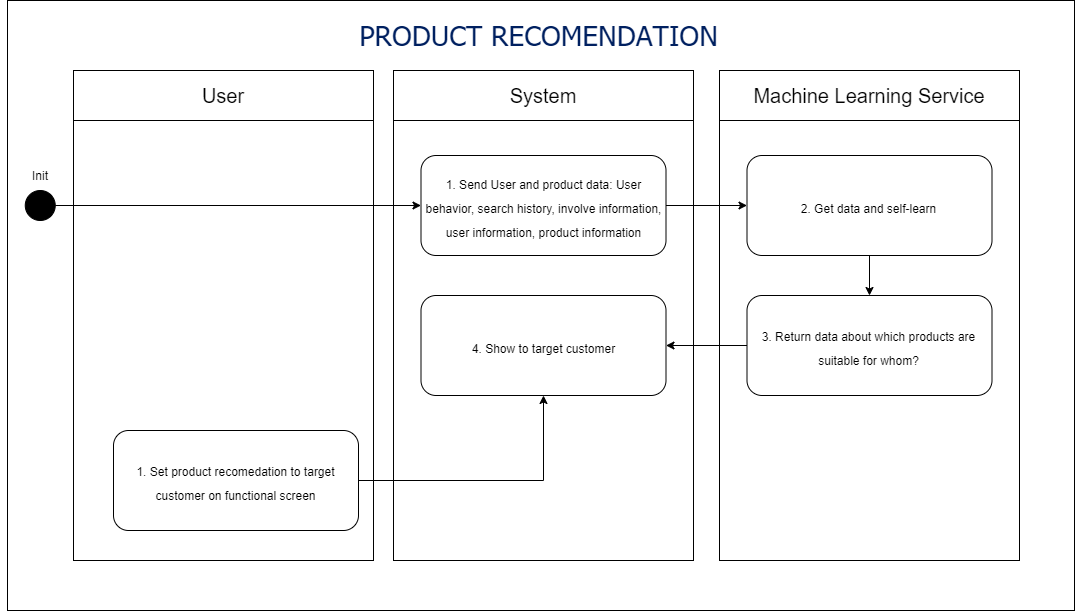 PRODUCT RECOMENDATION
User
System
Machine Learning Service
Init
1. Send User and product data: User
behavior, search history, involve information,
user information, product information
2. Get data and self-learn
4. Show to target customer
3. Return data about which products are
suitable for whom?
1. Set product recomedation to target
customer on functional screen